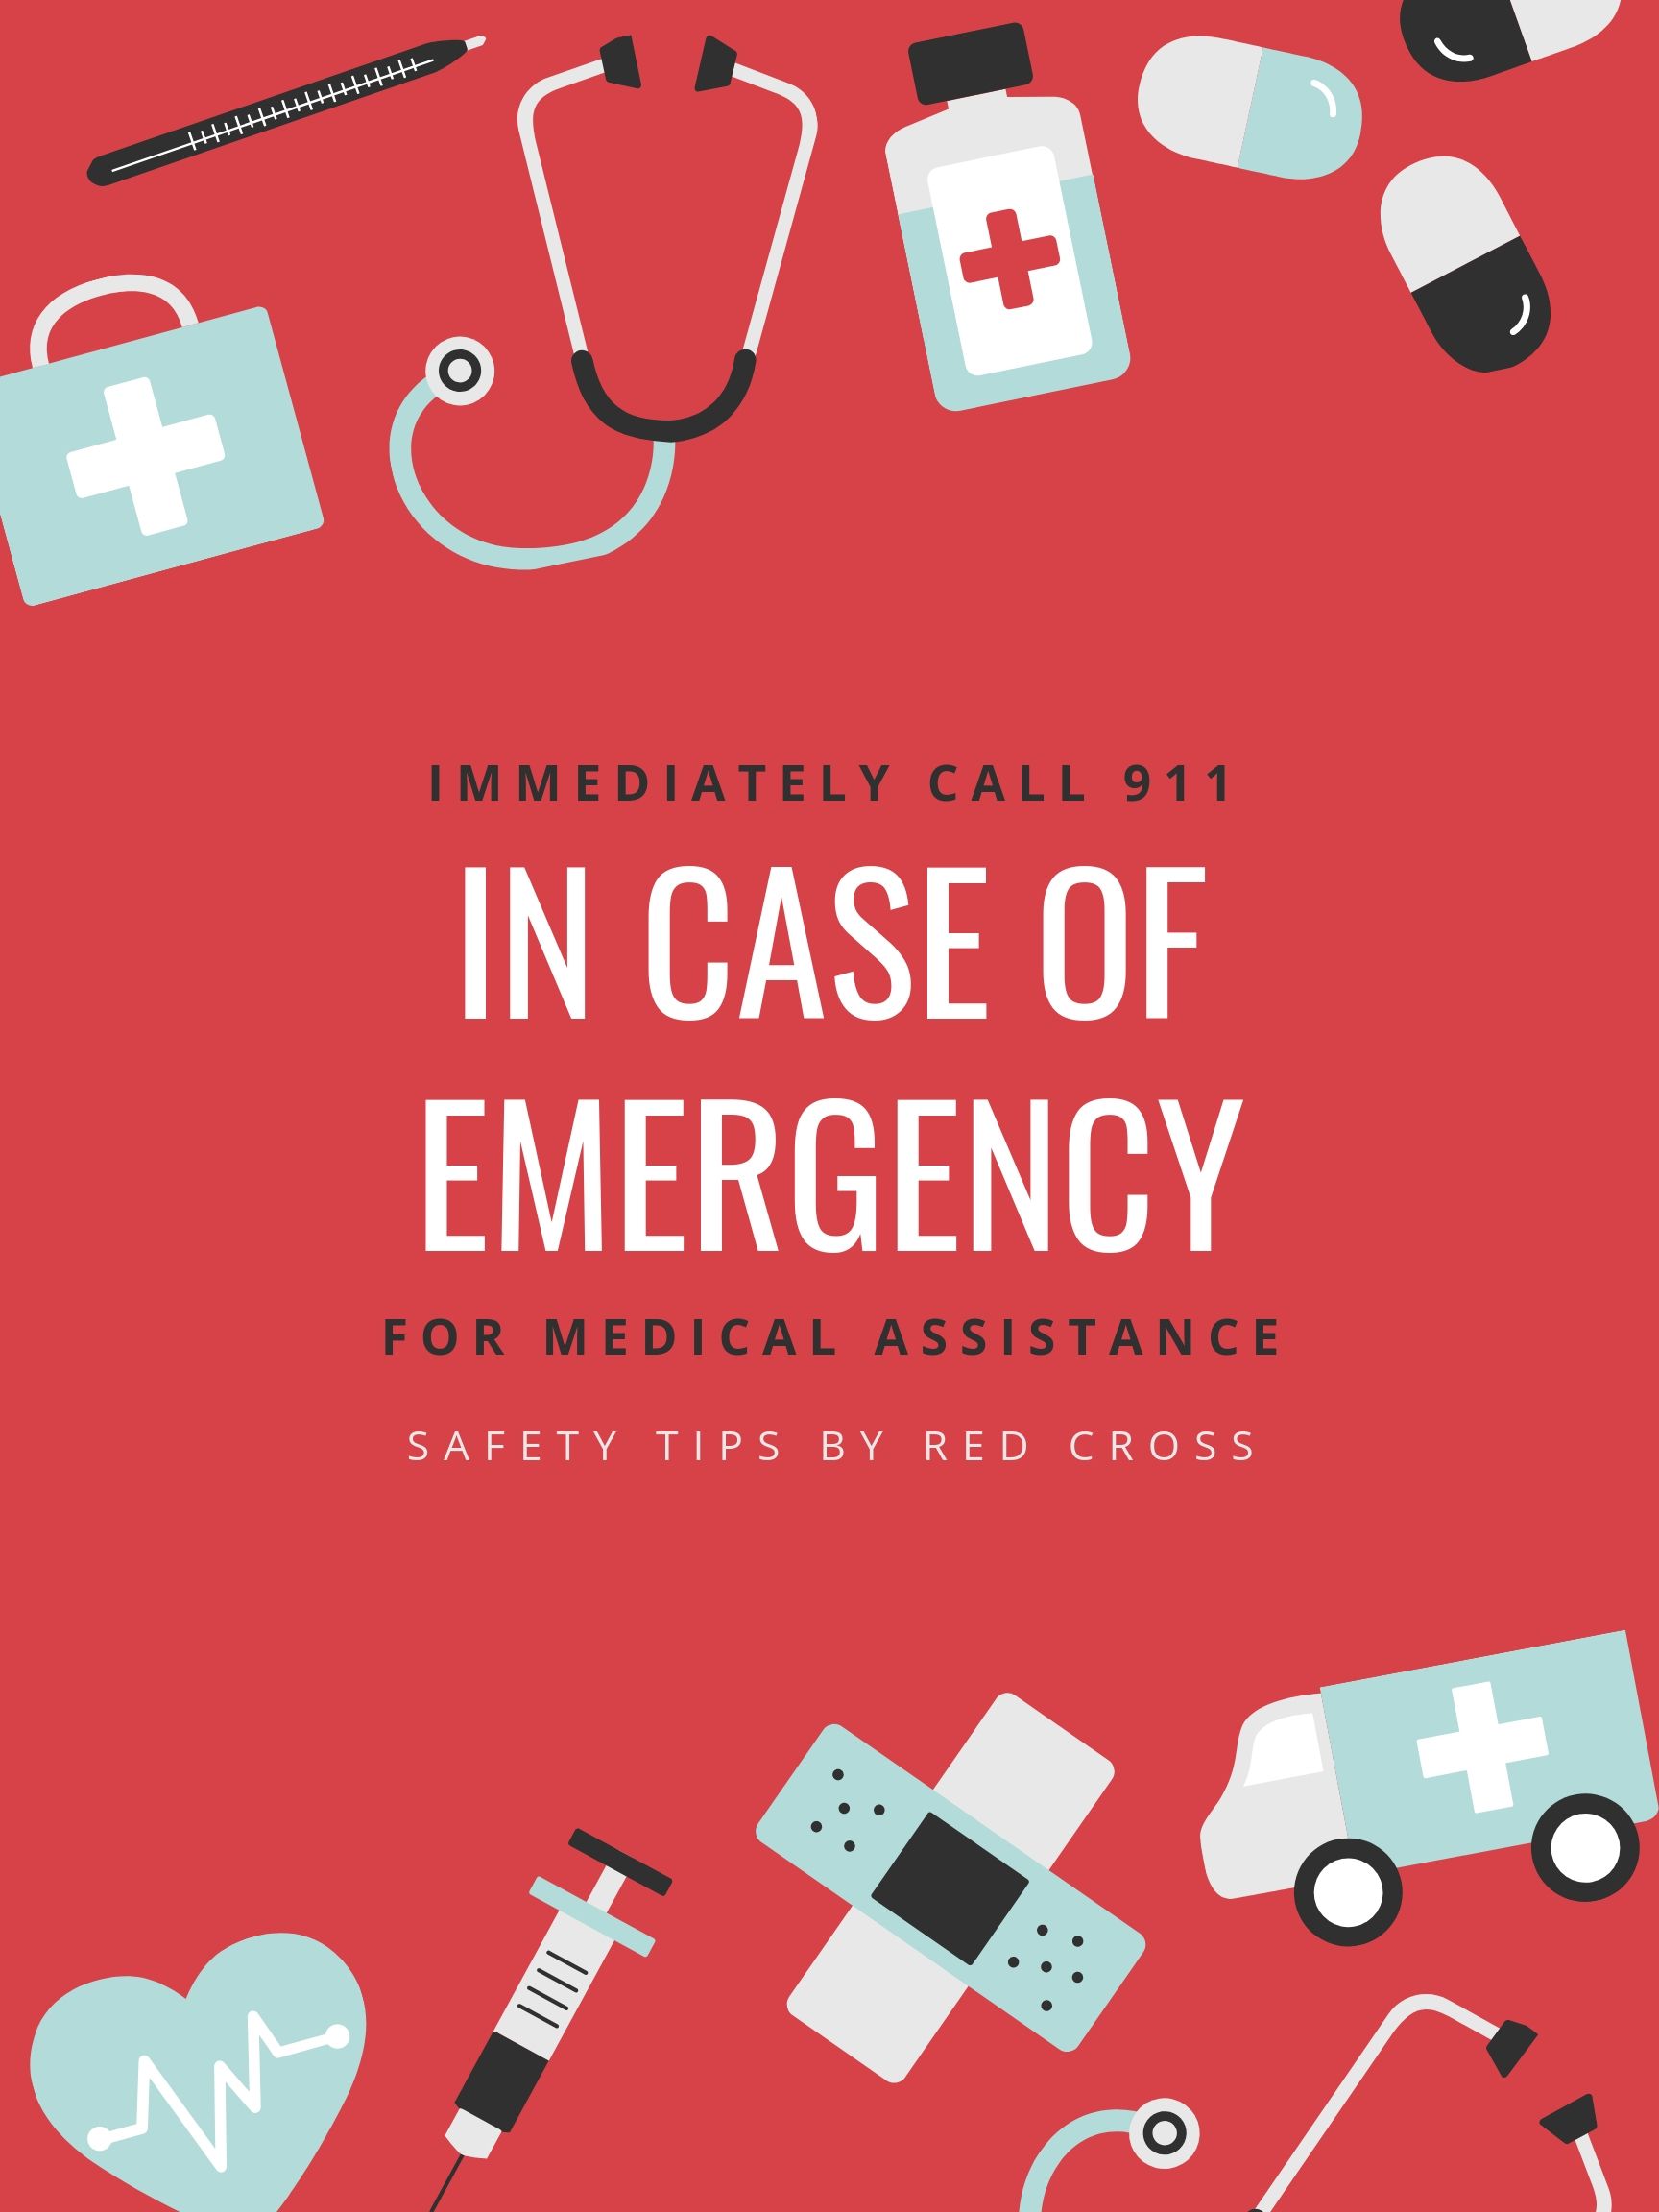 IMMEDIATELY CALL 911
IN CASE OF
EMERGENCY
FOR MEDICAL ASSISTANCE
SAFETY TIPS BY RED CROSS